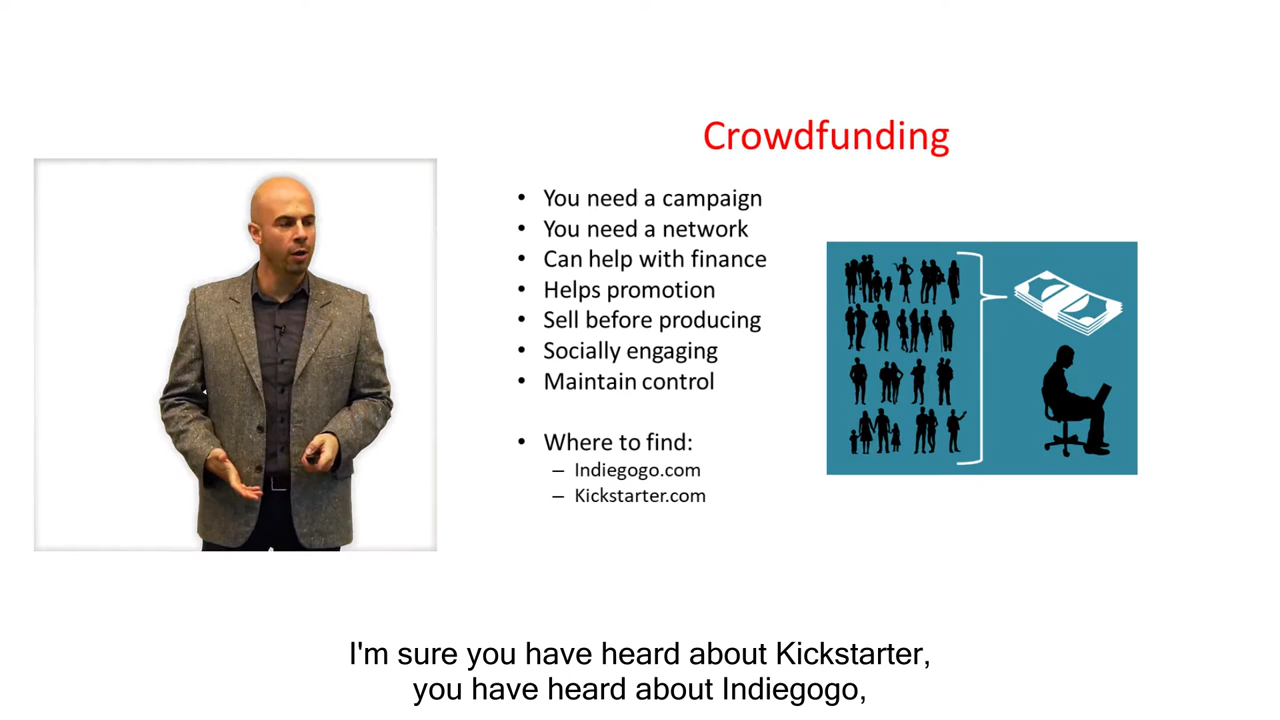 Crowdfunding
• You need a campaign
• You need a network
• Can help with finance
• Helps promotion
• Sell before producing
• Socially engaging
• Maintain control
• Where to find:
– Indiegogo.com
– Kickstarter.com
I'm sure you have heard about Kickstarter,
you have heard about Indiegogo,